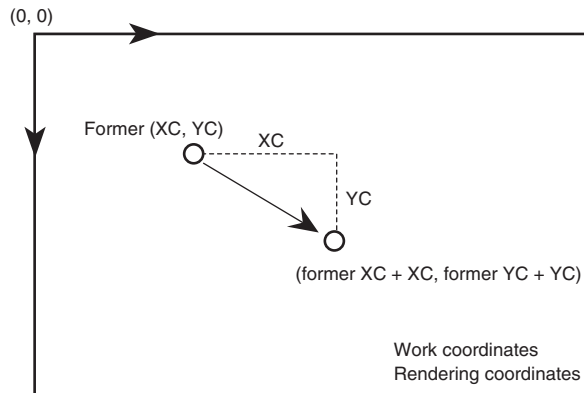 (0, 0)
Former (XC, YC)
XC
YC
(former XC + XC, former YC + YC)
Work coordinates
Rendering coordinates